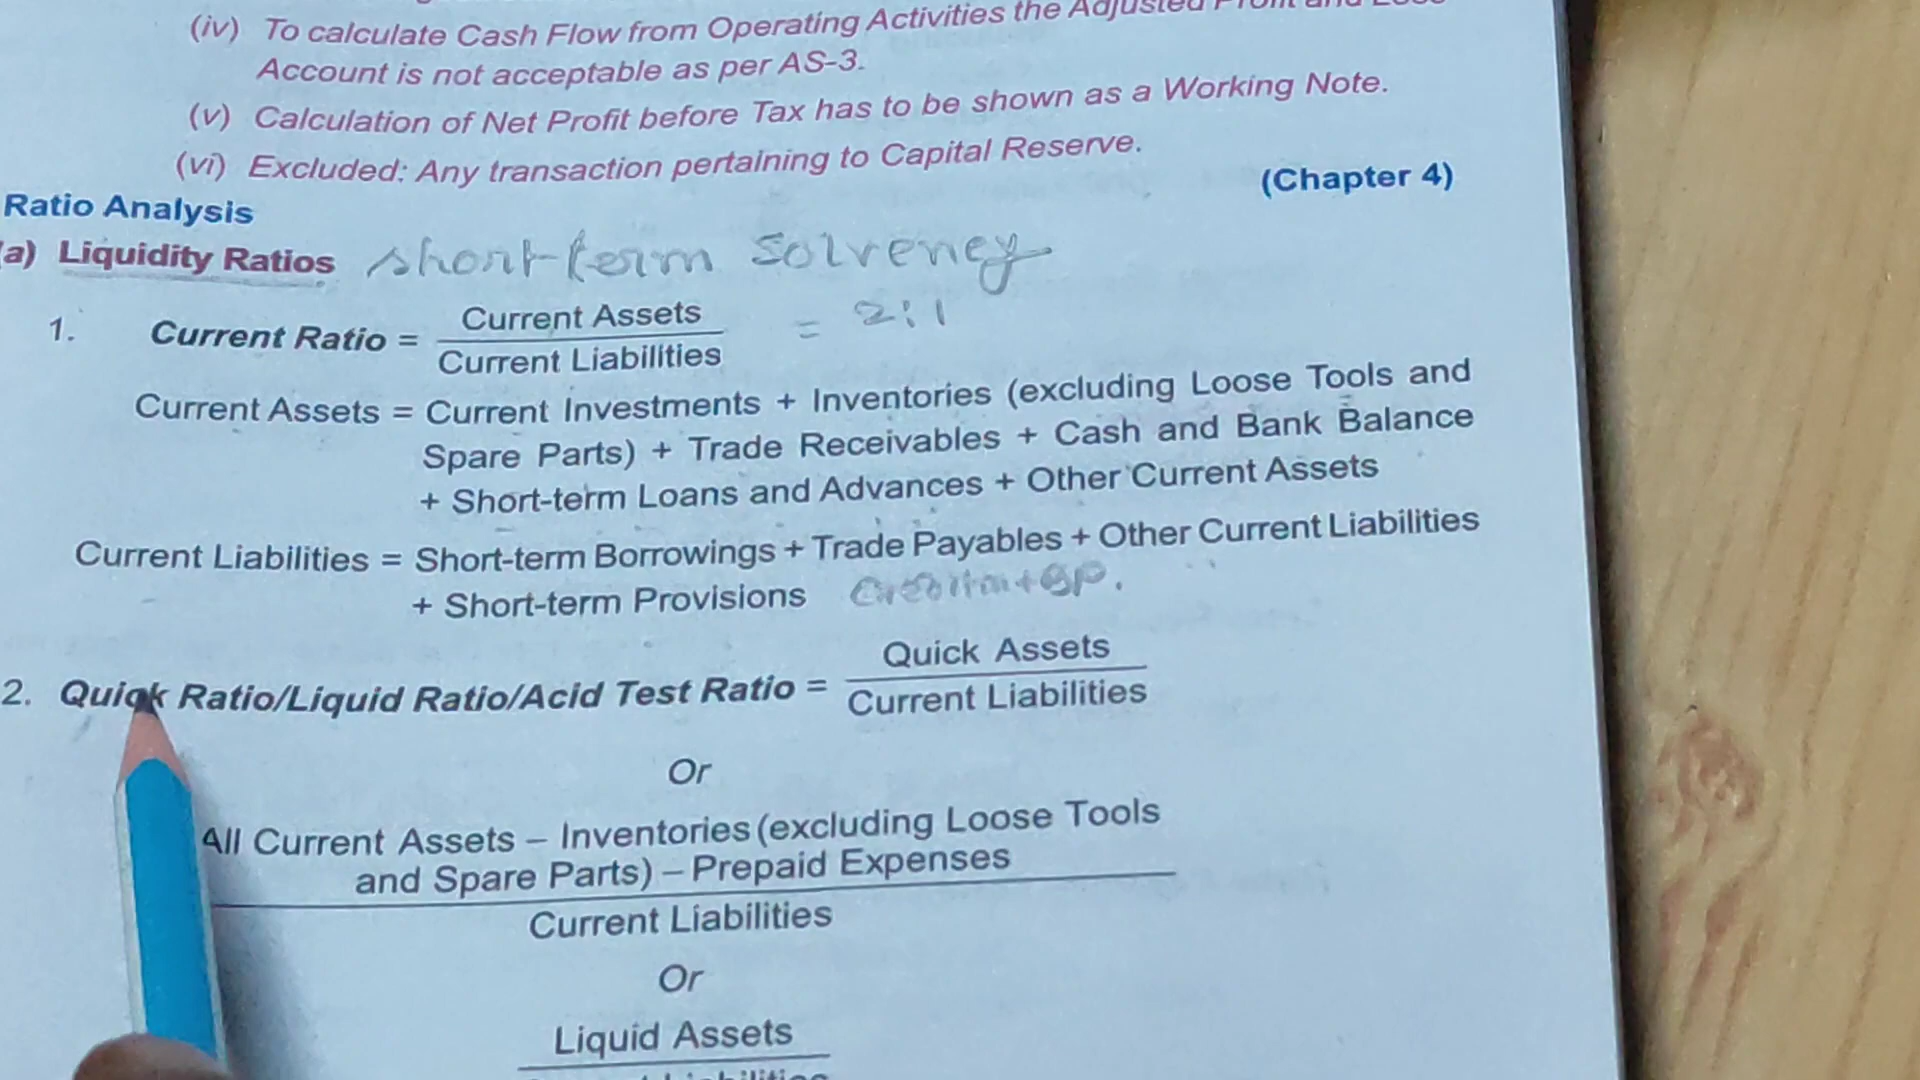 (iv) To calculate Cash Flow from Operating Activities the Adjusted Profit and Loss
Account is not acceptable as per AS-3.
(v) Calculation of Net Profit before Tax has to be shown as a Working Note.
(vi) Excluded: Any transaction pertaining to Capital Reserve.
(Chapter 4)
Ratio Analysis
(a) Liquidity Ratios short-term solveney
1. Current Ratio = Current Assets = 2:1
Current Liabilities
Current Assets = Current Investments + Inventories (excluding Loose Tools and
Spare Parts) + Trade Receivables + Cash and Bank Balance
+ Short-term Loans and Advances + Other Current Assets
Current Liabilities = Short-term Borrowings + Trade Payables + Other Current Liabilities
+ Short-term Provisions
2. Quick Ratio/Liquid Ratio/Acid Test Ratio = Quick Assets
Current Liabilities
Or
All Current Assets – Inventories (excluding Loose Tools
and Spare Parts) – Prepaid Expenses
Current Liabilities
Or
Liquid Assets